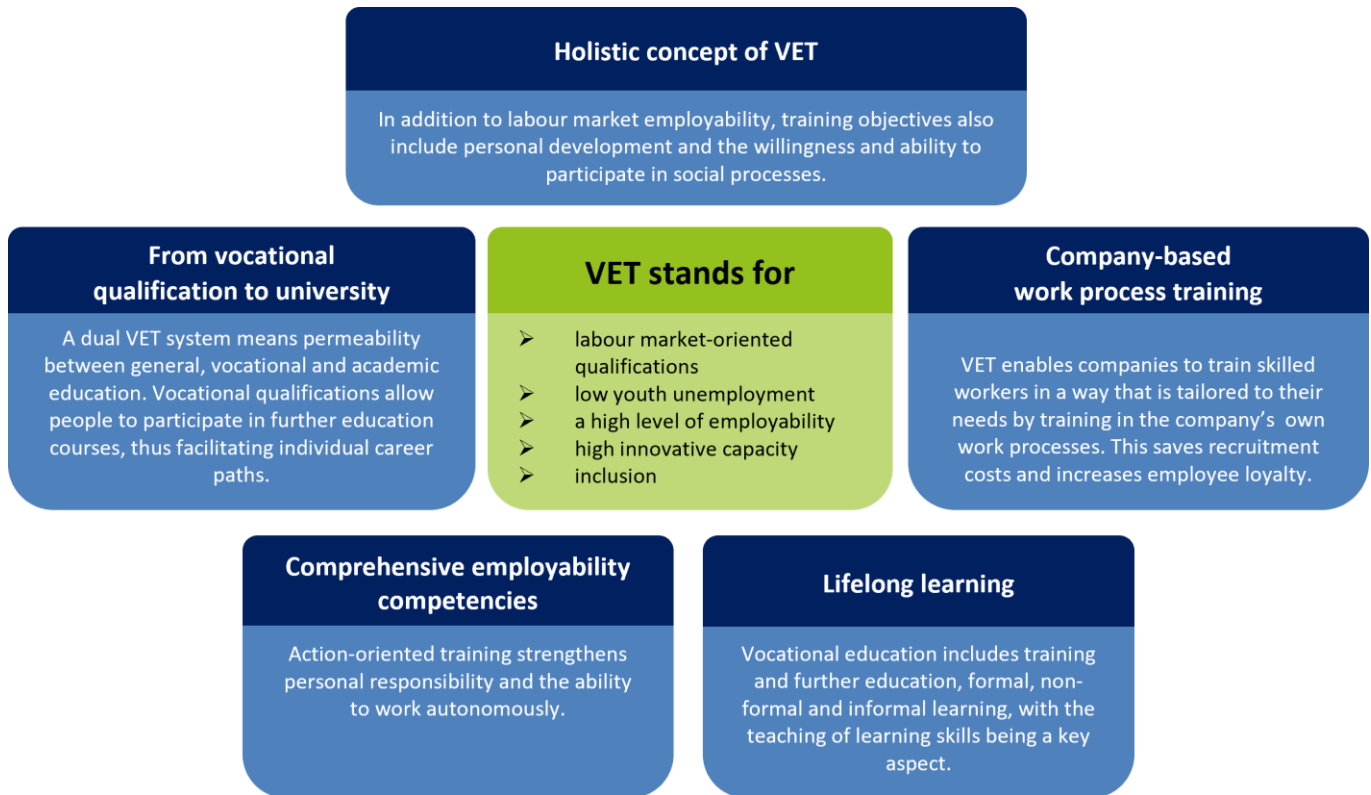 Holistic concept of VET
In addition to labour market employability, training objectives also
include personal development and the willingness and ability to
participate in social processes.
From vocational
qualification to university
A dual VET system means permeability
between general, vocational and academic
education. Vocational qualifications allow
people to participate in further education
courses, thus facilitating individual career
paths.
VET stands for
➢ labour market-oriented
qualifications
➢ low youth unemployment
➢ a high level of employability
➢ high innovative capacity
➢ inclusion
Company-based
work process training
VET enables companies to train skilled
workers in a way that is tailored to their
needs by training in the company’s own
work processes. This saves recruitment
costs and increases employee loyalty.
Comprehensive employability
competencies
Action-oriented training strengthens
personal responsibility and the ability
to work autonomously.
Lifelong learning
Vocational education includes training
and further education, formal, non-
formal and informal learning, with the
teaching of learning skills being a key
aspect.